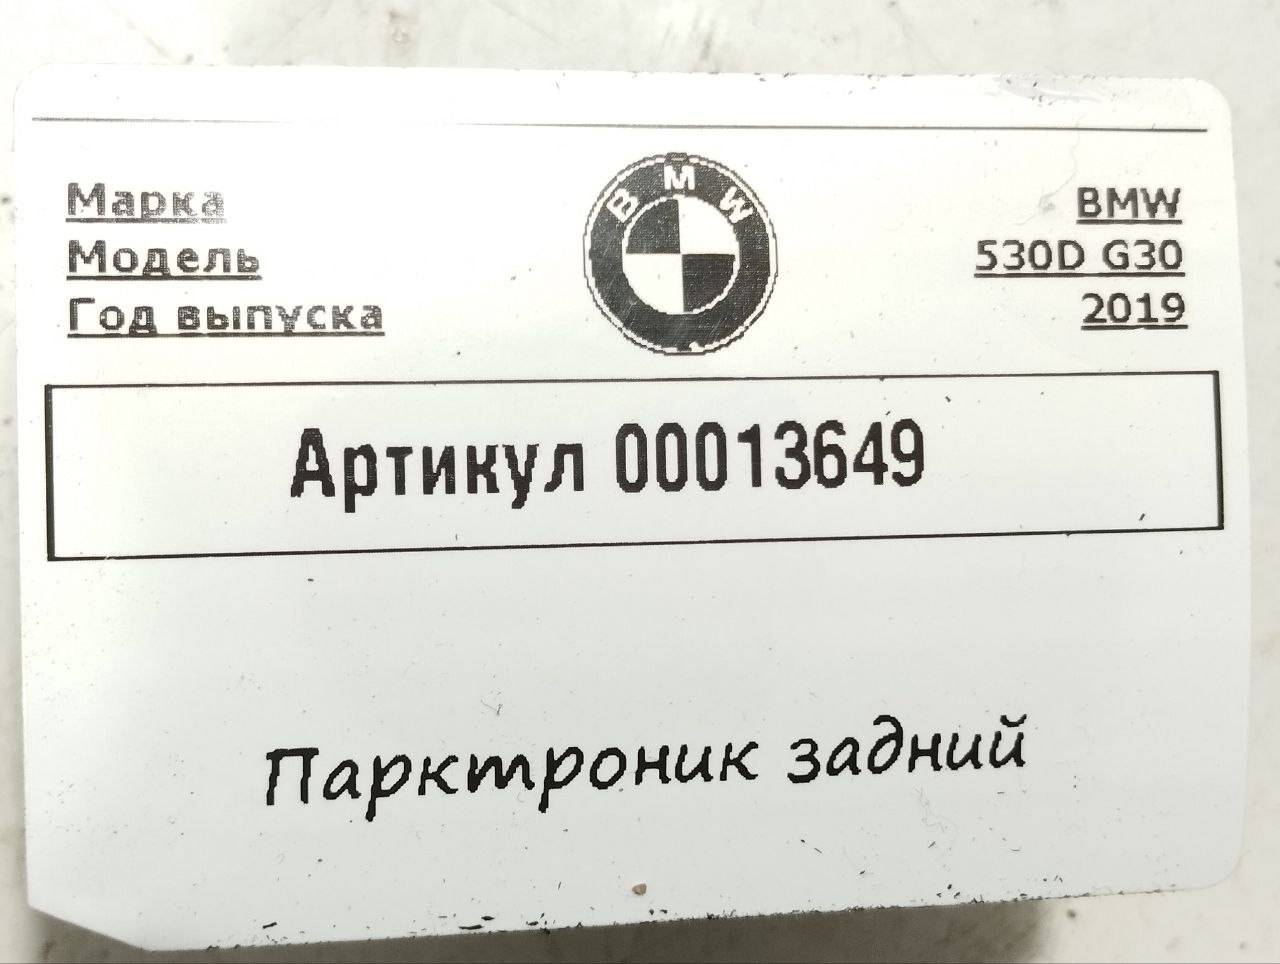 Марка BMW
Модель 530D G30
Год выпуска 2019
BMW
Артикул 00013649
Парктроник задний